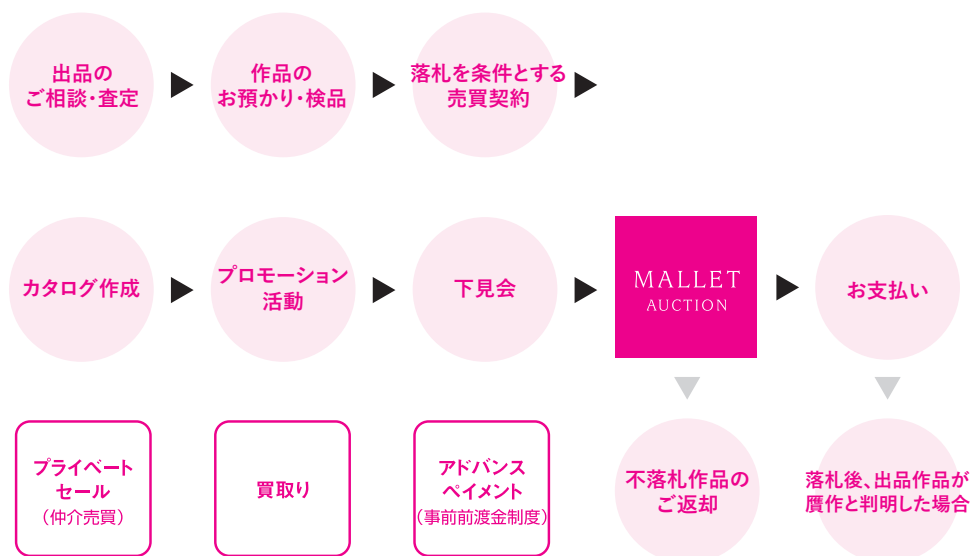 出品の
ご相談・査定
作品の
お預かり・検品
落札を条件とする
売買契約
カタログ作成
プロモーション
活動
下見会
MALLET
AUCTION
お支払い
プライベート
セール
（仲介売買）
買取り
アドバンス
ペイメント
（事前前渡金制度）
不落札作品の
ご返却
落札後、出品作品が
贋作と判明した場合